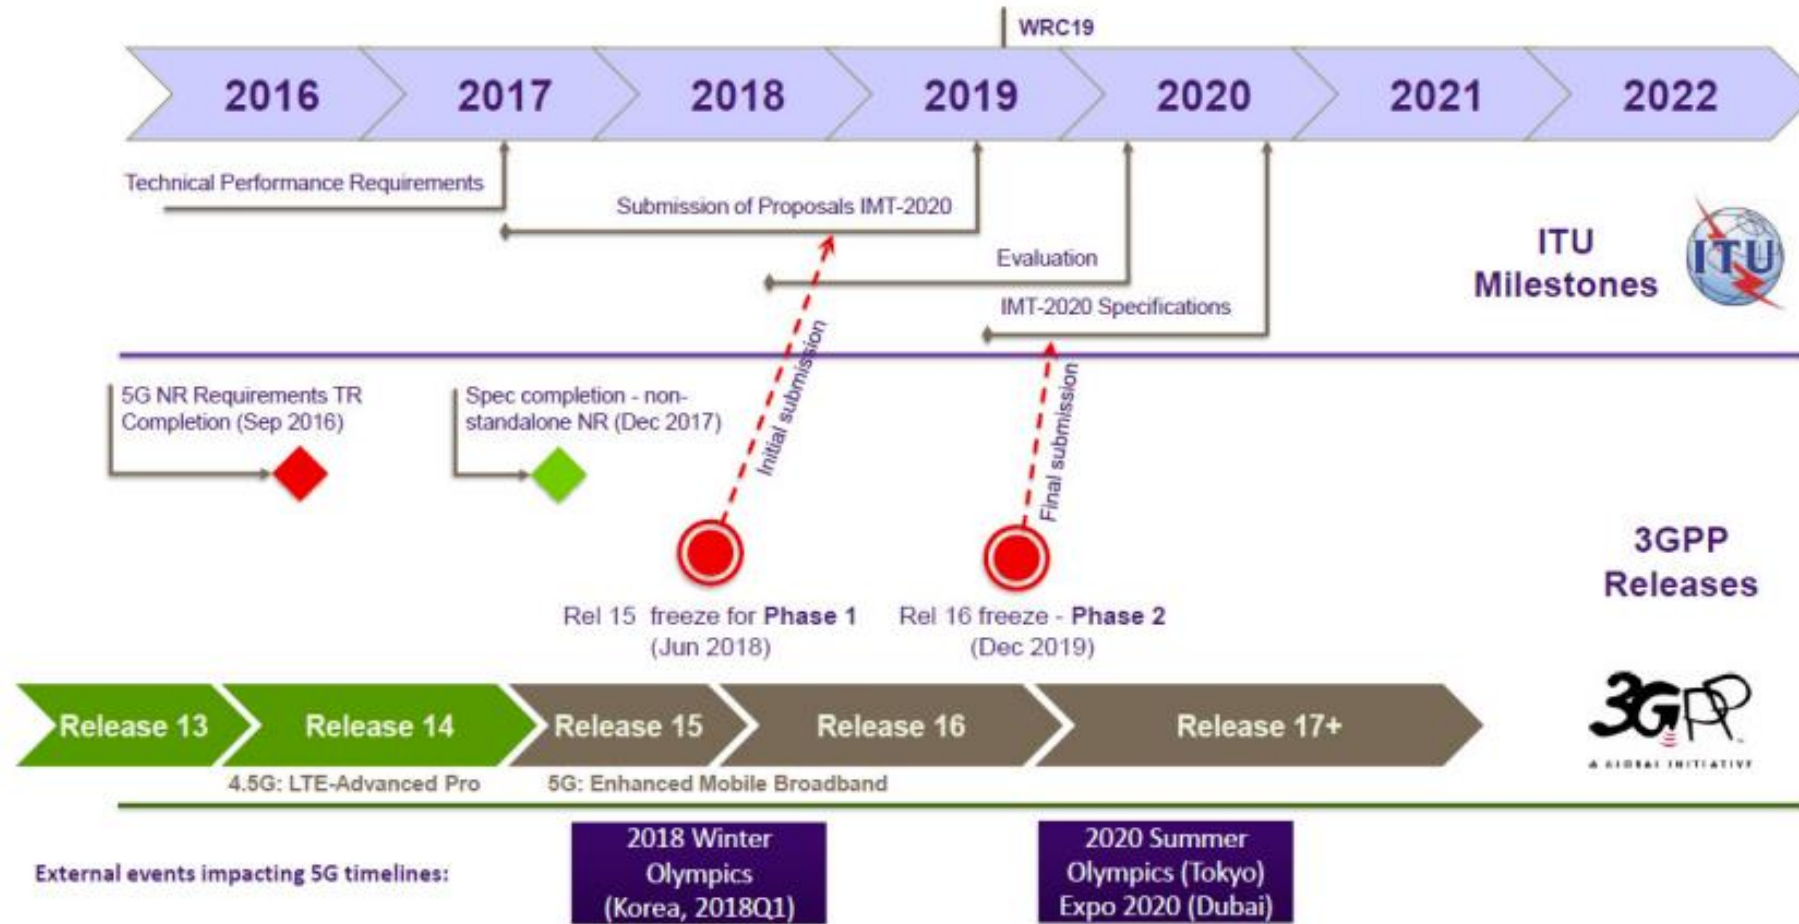 WRC19
2016
2017
2018
2019
2020
2021
2022
Technical Performance Requirements
Submission of Proposals IMT-2020
Evaluation
IMT-2020 Specifications
ITU
Milestones
ITU
5G NR Requirements TR
Completion (Sep 2016)
Spec completion - non-
standalone NR (Dec 2017)
Initial submission
Final submission
Rel 15 freeze for Phase 1
(Jun 2018)
Rel 16 freeze - Phase 2
(Dec 2019)
3GPP
Releases
Release 13
Release 14
Release 15
Release 16
Release 17+
3GPP
A GLOBAL INITIATIVE
4.5G: LTE-Advanced Pro
5G: Enhanced Mobile Broadband
External events impacting 5G timelines:
2018 Winter
Olympics
(Korea, 2018Q1)
2020 Summer
Olympics (Tokyo)
Expo 2020 (Dubai)